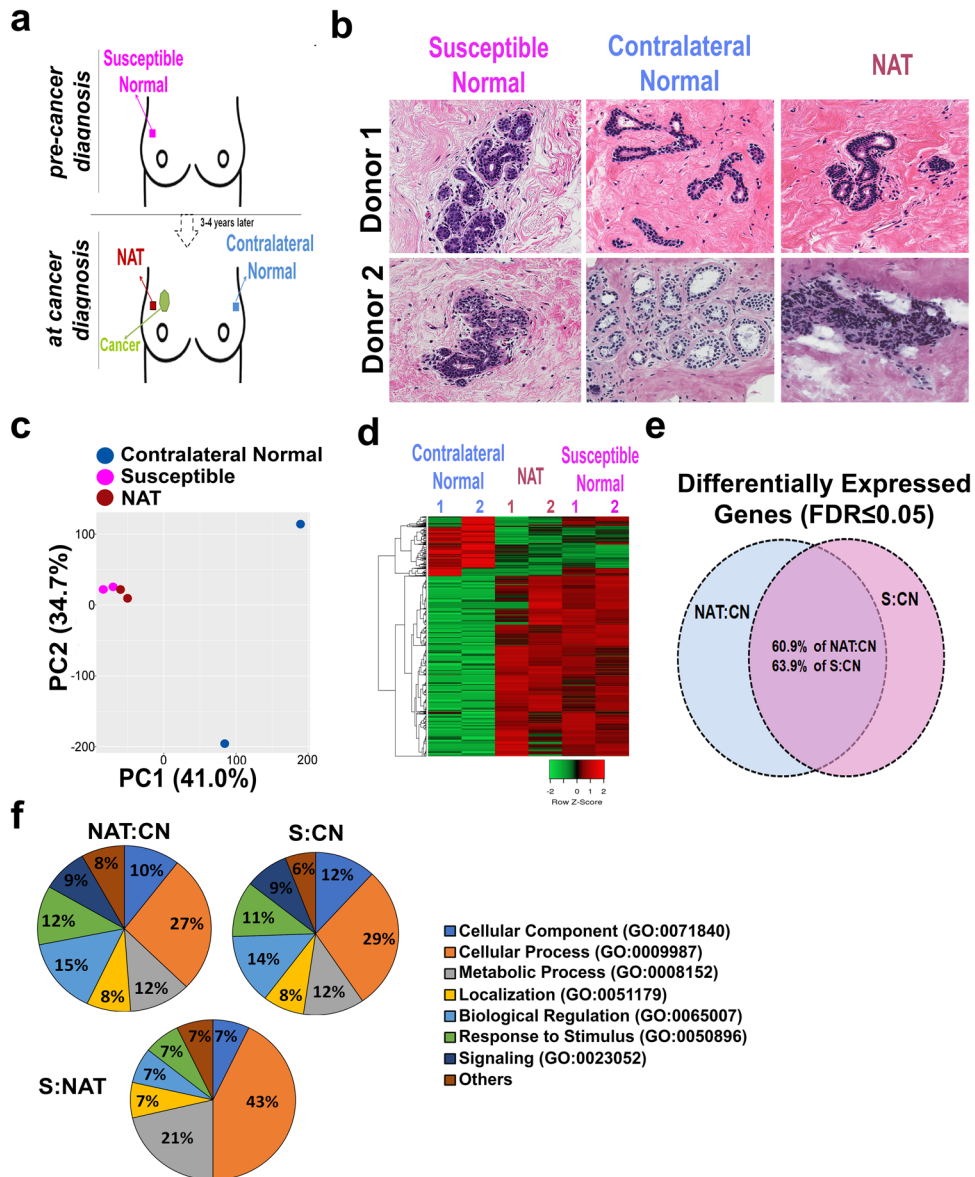 a
pre-cancer
diagnosis
Susceptible
Normal
3-4 years later
at cancer
diagnosis
NAT
Contralateral
Normal
Cancer
b
Susceptible
Normal
Contralateral
Normal
NAT
Donor 1
Donor 2
c
Contralateral Normal
Susceptible
NAT
PC2 (34.7%)
100
0
-100
-200
0
100
200
PC1 (41.0%)
d
Contralateral
Normal
NAT
Susceptible
Normal
1 2 1 2 1 2
-2 0 1 2
Row Z-Score
e
Differentially Expressed
Genes (FDR≤0.05)
NAT:CN
S:CN
60.9% of NAT:CN
63.9% of S:CN
f
NAT:CN
8% 10%
9%
27%
12%
15%
12%
8%
S:CN
6% 12%
9%
11%
29%
14%
12%
8%
S:NAT
7% 7%
7%
7%
7%
43%
21%
Cellular Component (GO:0071840)
Cellular Process (GO:0009987)
Metabolic Process (GO:0008152)
Localization (GO:0051179)
Biological Regulation (GO:0065007)
Response to Stimulus (GO:0050896)
Signaling (GO:0023052)
Others